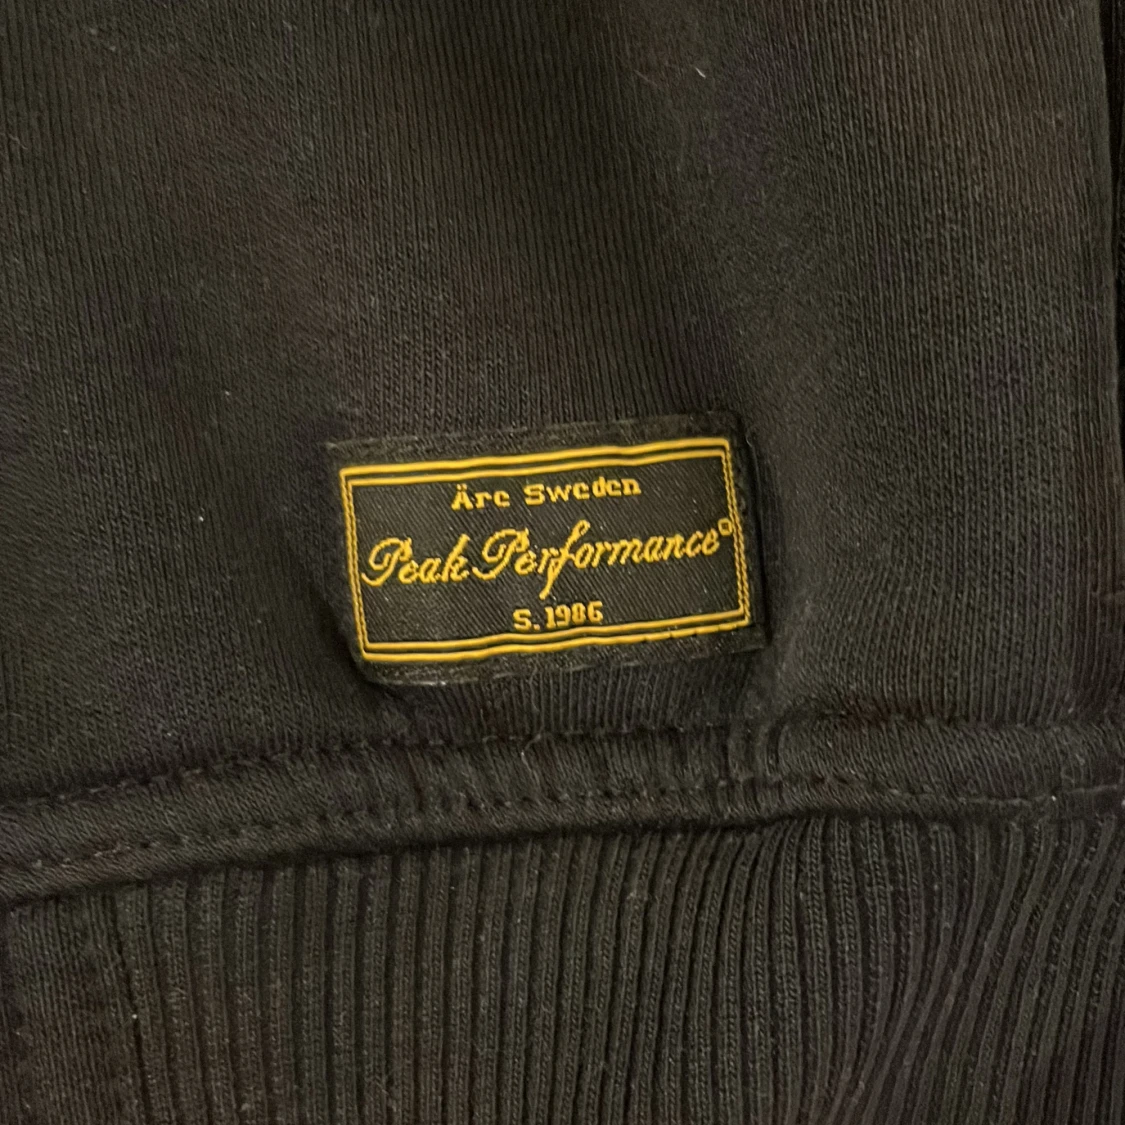 Äre Sweden
Peak Performance®
S. 1986